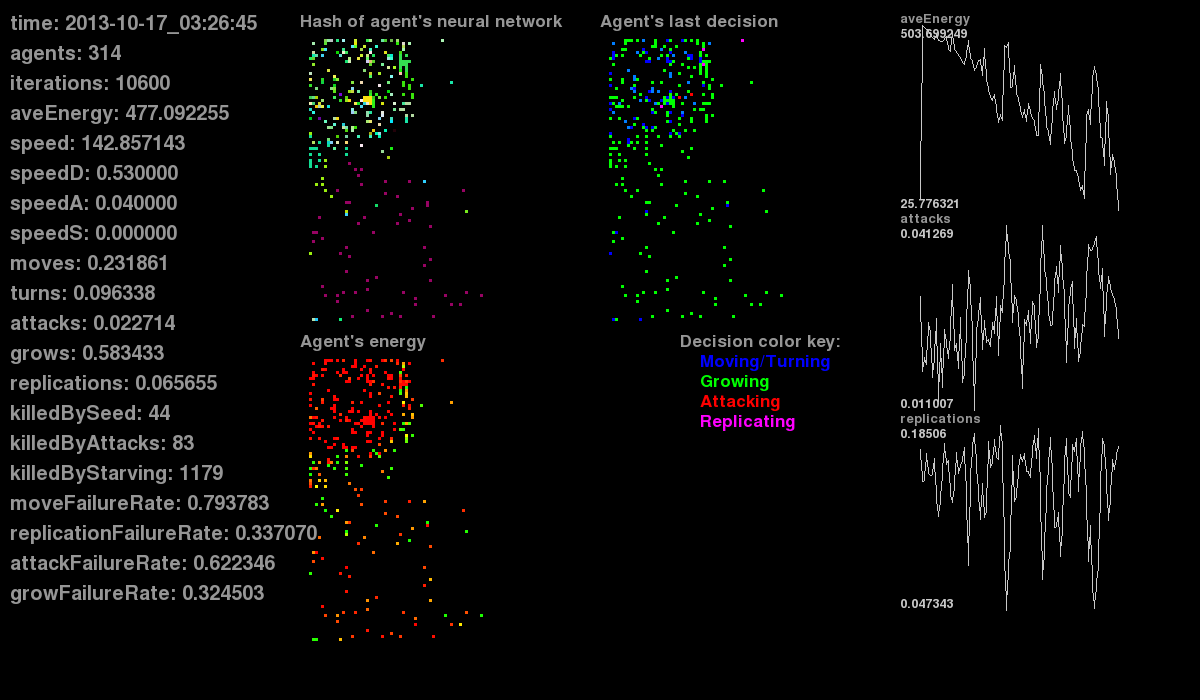 time: 2013-10-17_03:26:45
agents: 314
iterations: 10600
aveEnergy: 477.092255
speed: 142.857143
speedD: 0.530000
speedA: 0.040000
speedS: 0.000000
moves: 0.231861
turns: 0.096338
attacks: 0.022714
grows: 0.583433
replications: 0.065655
killedBySeed: 44
killedByAttacks: 83
killedByStarving: 1179
moveFailureRate: 0.793783
replicationFailureRate: 0.337070
attackFailureRate: 0.622346
growFailureRate: 0.324503
Hash of agent's neural network
Agent's energy
Agent's last decision
Decision color key:
Moving/Turning
Growing
Attacking
Replicating
aveEnergy
503.699249
25.776321
attacks
0.041269
0.011007
replications
0.18506
0.047343